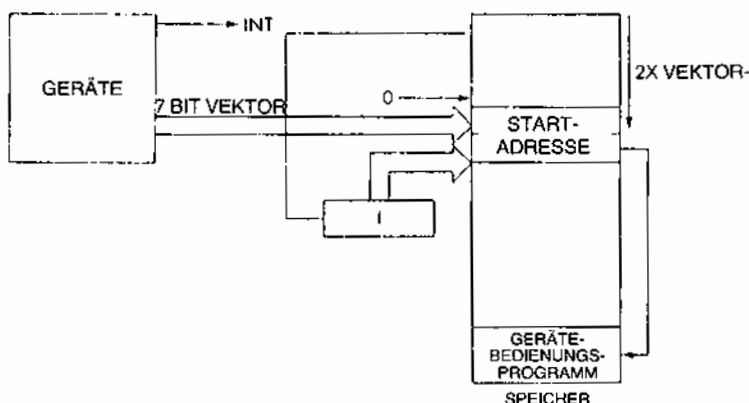 INT
GERÄTE
2X VEKTOR-
7 BIT VEKTOR
0
START-
ADRESSE
I
GERÄTE-
BEDIENUNGS-
PROGRAMM
SPEICHER